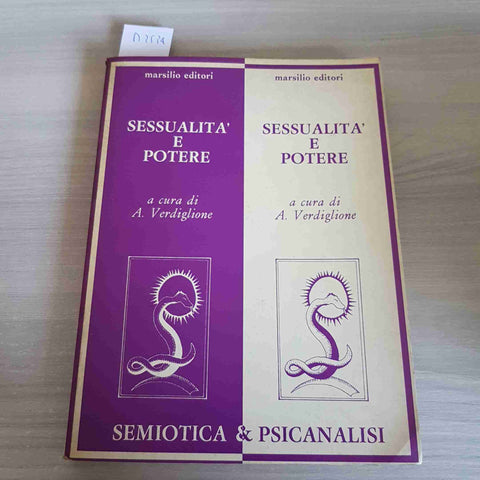 marsilio editori
SESSUALITA'
E
POTERE
a cura di
A. Verdiglione
marsilio editori
SESSUALITA'
E
POTERE
a cura di
A. Verdiglione
SEMIOTICA & PSICANALISI